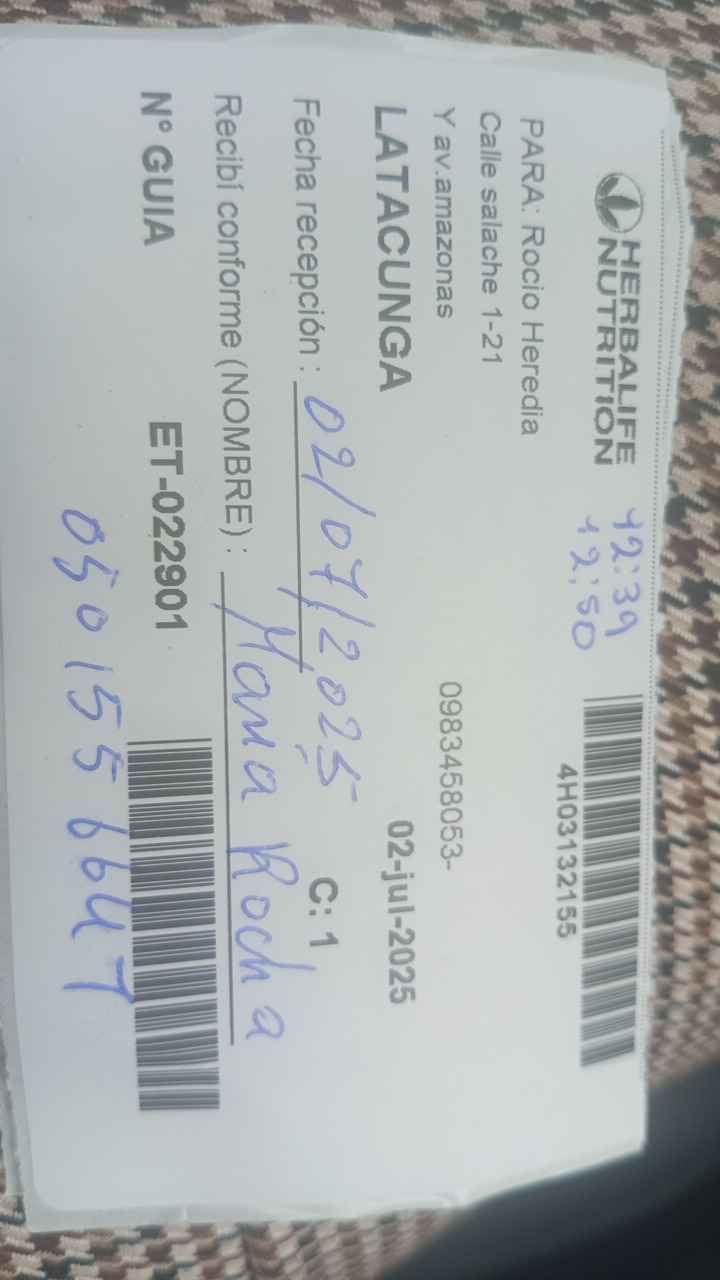 HERBALIFE
NUTRITION
12:39
12:50
4H03132155
PARA: Rocio Heredia
Calle salache 1-21
Y av.amazonas
0983458053-
LATACUNGA
02-jul-2025
Fecha recepción : 02/07/2025
C: 1
Recibí conforme (NOMBRE) : Maria Rocha
Nº GUIA
ET-022901
0501556647